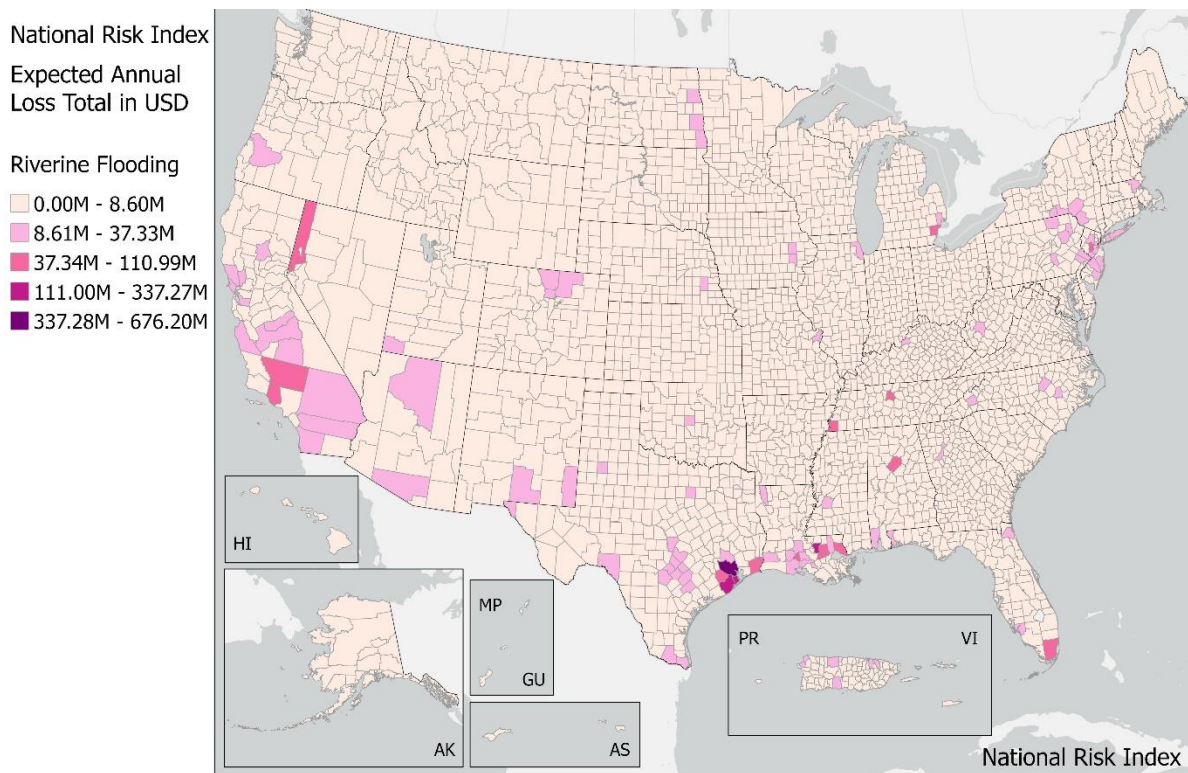 National Risk Index
Expected Annual
Loss Total in USD
Riverine Flooding
0.00M - 8.60M
8.61M - 37.33M
37.34M - 110.99M
111.00M - 337.27M
337.28M - 676.20M
HI
AK
MP
GU
AS
PR
VI
National Risk Index